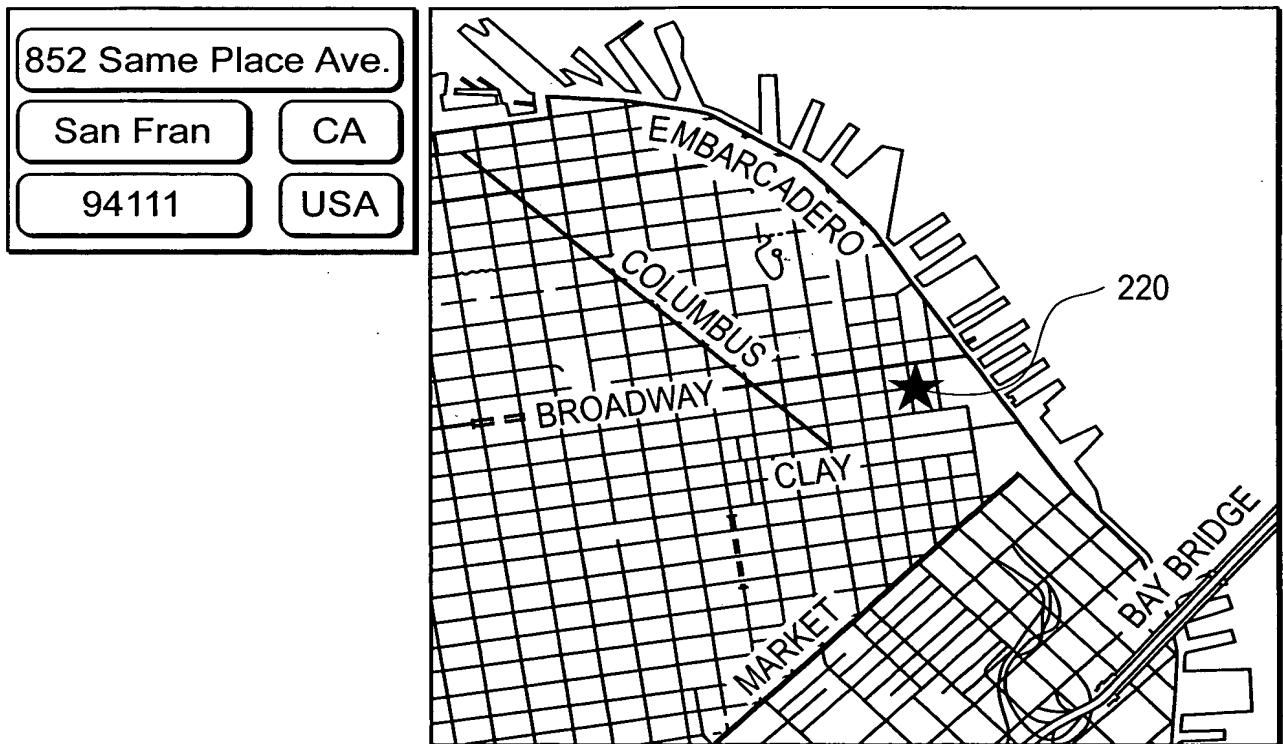 852 Same Place Ave.
San Fran
CA
94111
USA
EMBARCADERO
COLUMBUS
220
BROADWAY
CLAY
MARKET
BAY BRIDGE